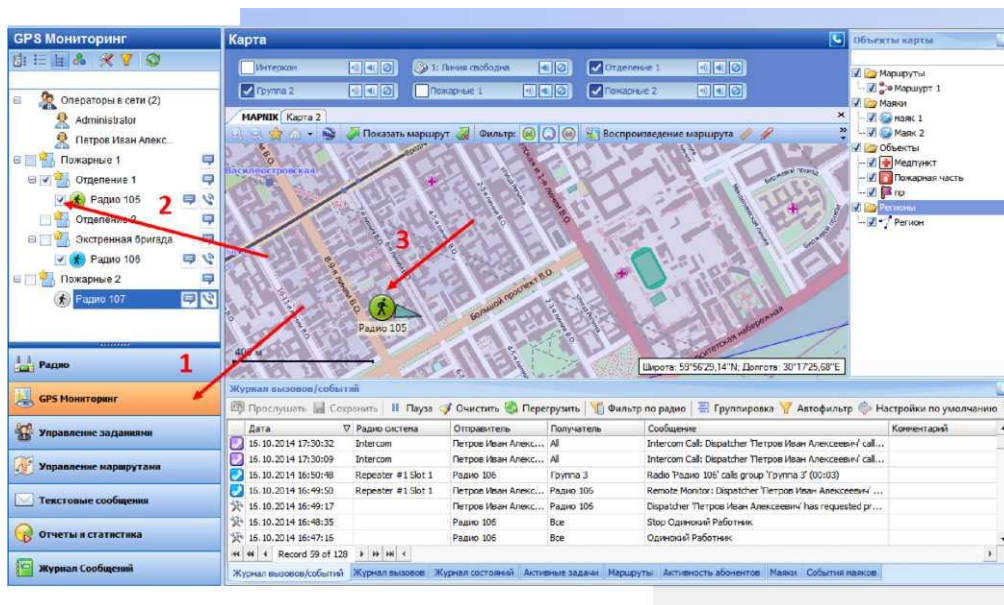 GPS Мониторинг
Операторы в сети (2)
Administrator
Петров Иван Алекс...
Пожарные 1
Отделение 1
Радио 105
Отделение 2
Экстренная бригада
Радио 106
Пожарные 2
Радио 107
2
1
Радио
GPS Мониторинг
Управление заданиями
Управление маршрутами
Текстовые сообщения
Отчеты и статистика
Журнал Сообщений
Карта
Интеркон
1: Линия свободна
Отделение 1
Группа 2
Пожарные 1
Пожарные 2
MAPNIK Карта 2
Показать маршрут Фильтр: Воспроизведение маршрута
Василеостровская
3
8-9-я линии В.О.
Большой проспект В.О.
Радио 105
400 м
Широта: 59°56'29,14"N; Долгота: 30°17'25,68"E
Объекты карты
Маршруты
Маршурт 1
Маяки
маяк 1
Маяк 2
Объекты
Медпункт
Пожарная часть
пр
Регионы
Регион
Журнал вызовов/событий
Прослушать Сохранить Пауза Очистить Перегрузить Фильтр по радио Группировка Автофильтр Настройки по умолчанию
Дата Радио система Отправитель Получатель Сообщение Комментарий
16.10.2014 17:30:32 Intercom Петров Иван Алекс... All Intercom Call: Dispatcher 'Петров Иван Алексеевич' call...
16.10.2014 17:30:09 Intercom Петров Иван Алекс... All Intercom Call: Dispatcher 'Петров Иван Алексеевич' call...
16.10.2014 16:50:48 Repeater #1 Slot 1 Радио 106 Группа 3 Radio 'Радио 106' calls group 'Группа 3' (00:03)
16.10.2014 16:49:50 Repeater #1 Slot 1 Петров Иван Алекс... Радио 106 Remote Monitor: Dispatcher 'Петров Иван Алексеевич' ...
16.10.2014 16:49:17 Петров Иван Алекс... Радио 106 Dispatcher 'Петров Иван Алексеевич' has requested pr...
16.10.2014 16:48:35 Радио 106 Все Stop Одинокий Работник
16.10.2014 16:47:16 Радио 106 Все Одинокий Работник
Record 59 of 128
Журнал вызовов/событий Журнал вызовов Журнал состояний Активные задачи Маршруты Активность абонентов Маяки События маяков